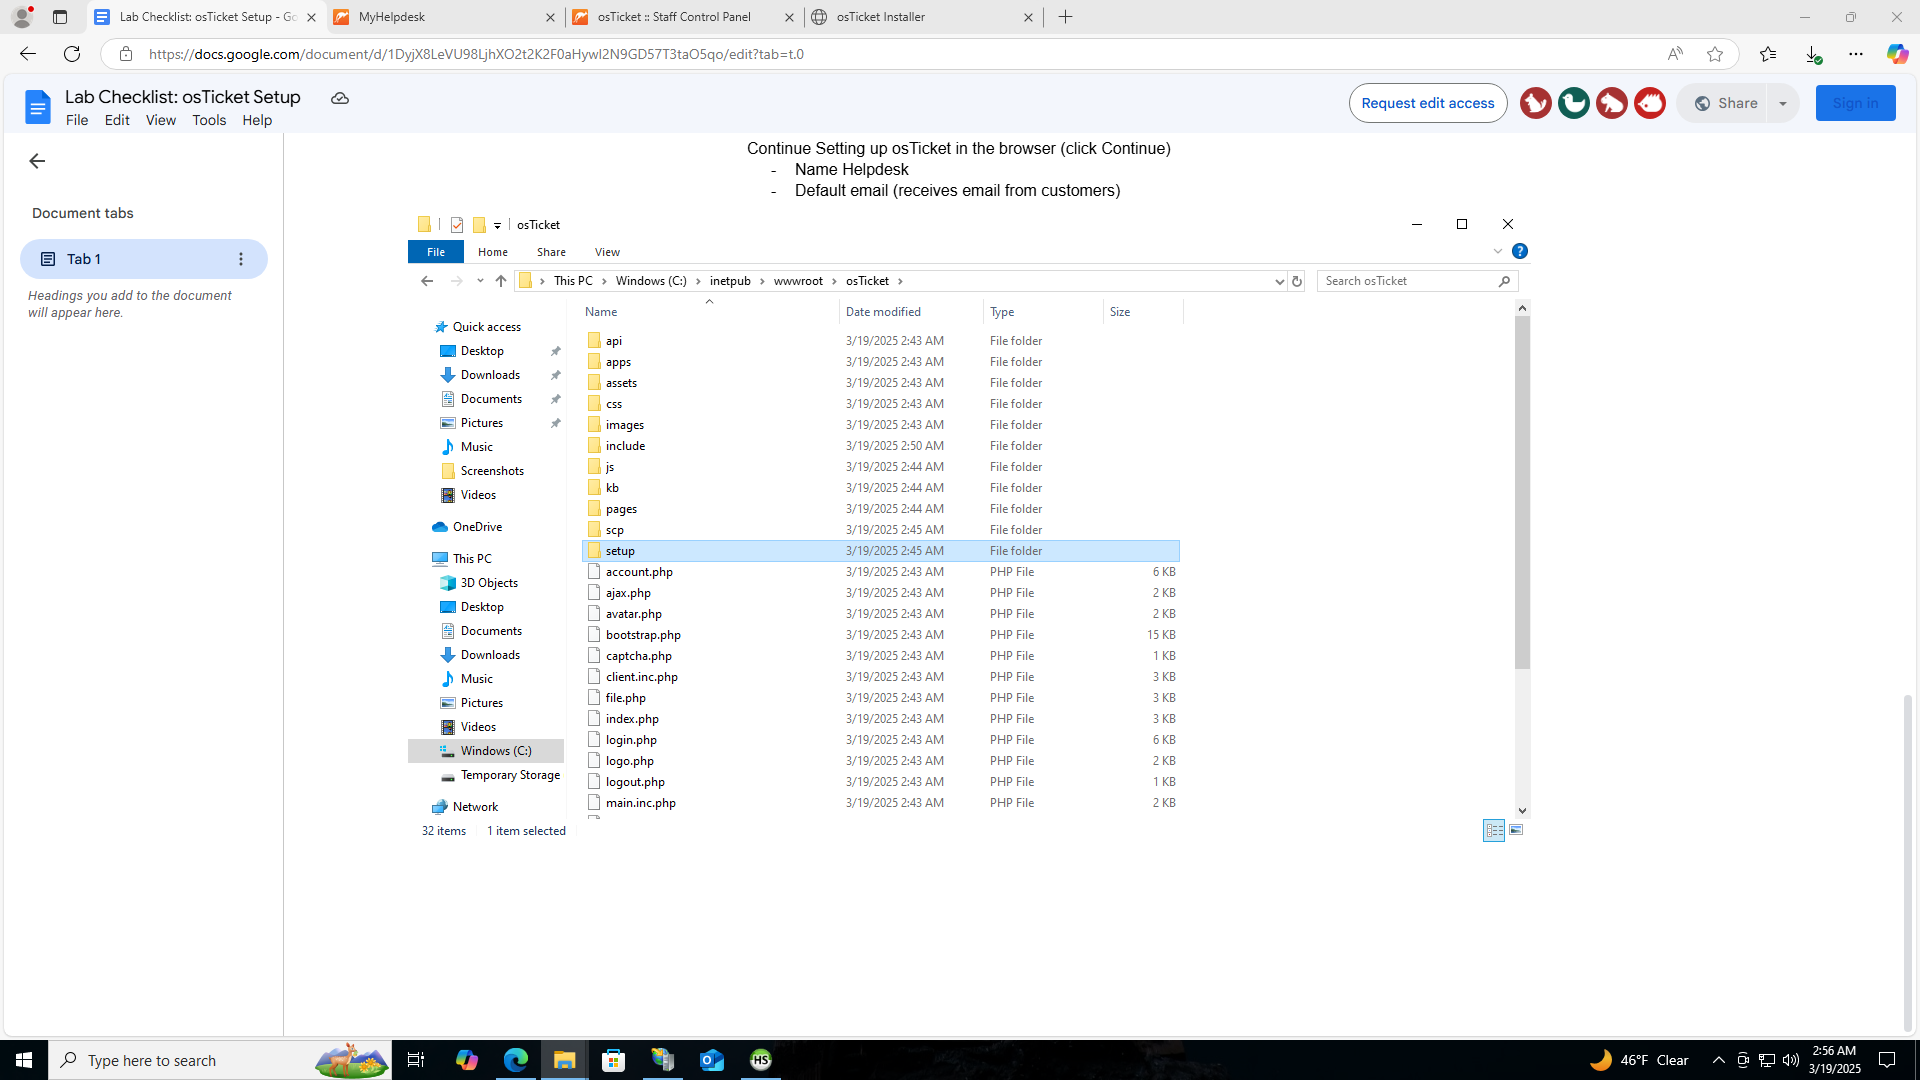 Lab Checklist: osTicket Setup - Go
MyHelpdesk
osTicket :: Staff Control Panel
osTicket Installer
https://docs.google.com/document/d/1DyjX8LeVU98LjhXO2t2K2F0aHywI2N9GD57T3taO5qo/edit?tab=t.0
Lab Checklist: osTicket Setup
File Edit View Tools Help
Request edit access
Share
Sign in
Document tabs
Tab 1
Headings you add to the document
will appear here.
Continue Setting up osTicket in the browser (click Continue)
- Name Helpdesk
- Default email (receives email from customers)
osTicket
File Home Share View
This PC > Windows (C:) > inetpub > wwwroot > osTicket >
Search osTicket
Quick access
Desktop
Downloads
Documents
Pictures
Music
Screenshots
Videos
OneDrive
This PC
3D Objects
Desktop
Documents
Downloads
Music
Pictures
Videos
Windows (C:)
Temporary Storage
Network
Name Date modified Type Size
api 3/19/2025 2:43 AM File folder
apps 3/19/2025 2:43 AM File folder
assets 3/19/2025 2:43 AM File folder
css 3/19/2025 2:43 AM File folder
images 3/19/2025 2:43 AM File folder
include 3/19/2025 2:50 AM File folder
js 3/19/2025 2:44 AM File folder
kb 3/19/2025 2:44 AM File folder
pages 3/19/2025 2:44 AM File folder
scp 3/19/2025 2:45 AM File folder
setup 3/19/2025 2:45 AM File folder
account.php 3/19/2025 2:43 AM PHP File 6 KB
ajax.php 3/19/2025 2:43 AM PHP File 2 KB
avatar.php 3/19/2025 2:43 AM PHP File 2 KB
bootstrap.php 3/19/2025 2:43 AM PHP File 15 KB
captcha.php 3/19/2025 2:43 AM PHP File 1 KB
client.inc.php 3/19/2025 2:43 AM PHP File 3 KB
file.php 3/19/2025 2:43 AM PHP File 3 KB
index.php 3/19/2025 2:43 AM PHP File 3 KB
login.php 3/19/2025 2:43 AM PHP File 6 KB
logo.php 3/19/2025 2:43 AM PHP File 2 KB
logout.php 3/19/2025 2:43 AM PHP File 1 KB
main.inc.php 3/19/2025 2:43 AM PHP File 2 KB
32 items 1 item selected
Type here to search
HS
46°F Clear
2:56 AM
3/19/2025